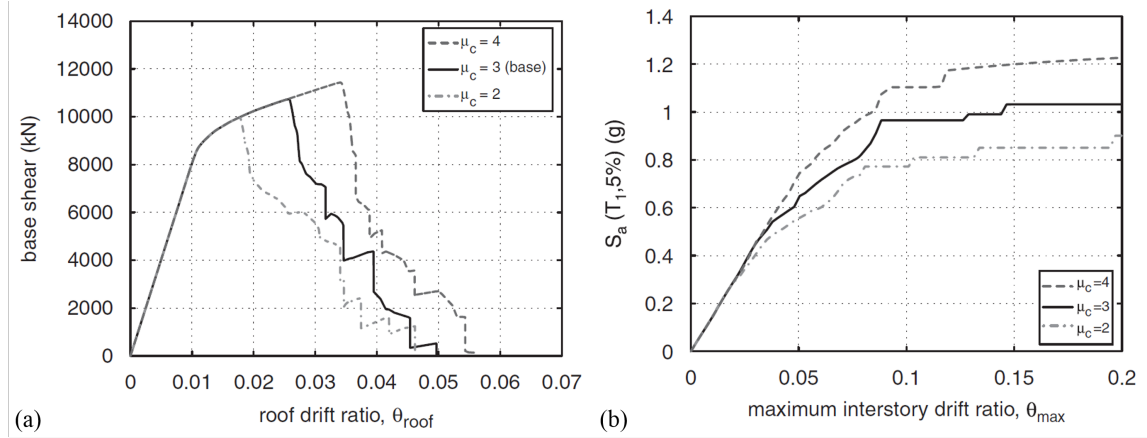 14000
12000
10000
8000
6000
4000
2000
0
base shear (kN)
μc = 4
μc = 3 (base)
μc = 2
0 0.01 0.02 0.03 0.04 0.05 0.06 0.07
roof drift ratio, θroof
(a)
1.4
1.2
1
0.8
0.6
0.4
0.2
0
Sa (T1,5%) (g)
μc=4
μc=3
μc=2
0 0.05 0.1 0.15 0.2
maximum interstory drift ratio, θmax
(b)